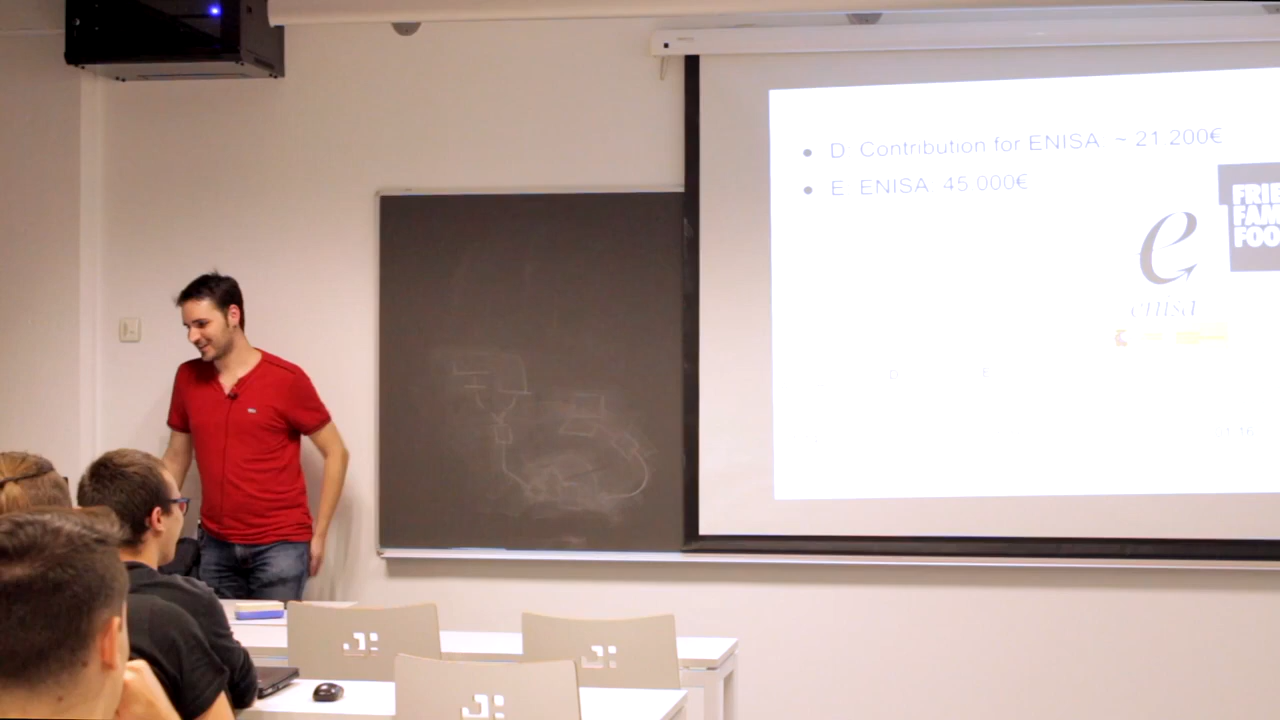 D Contribution for ENISA ~ 21 200€
E ENISA 45 000€
FRIE
FAM
FOO
e
enisa
D E